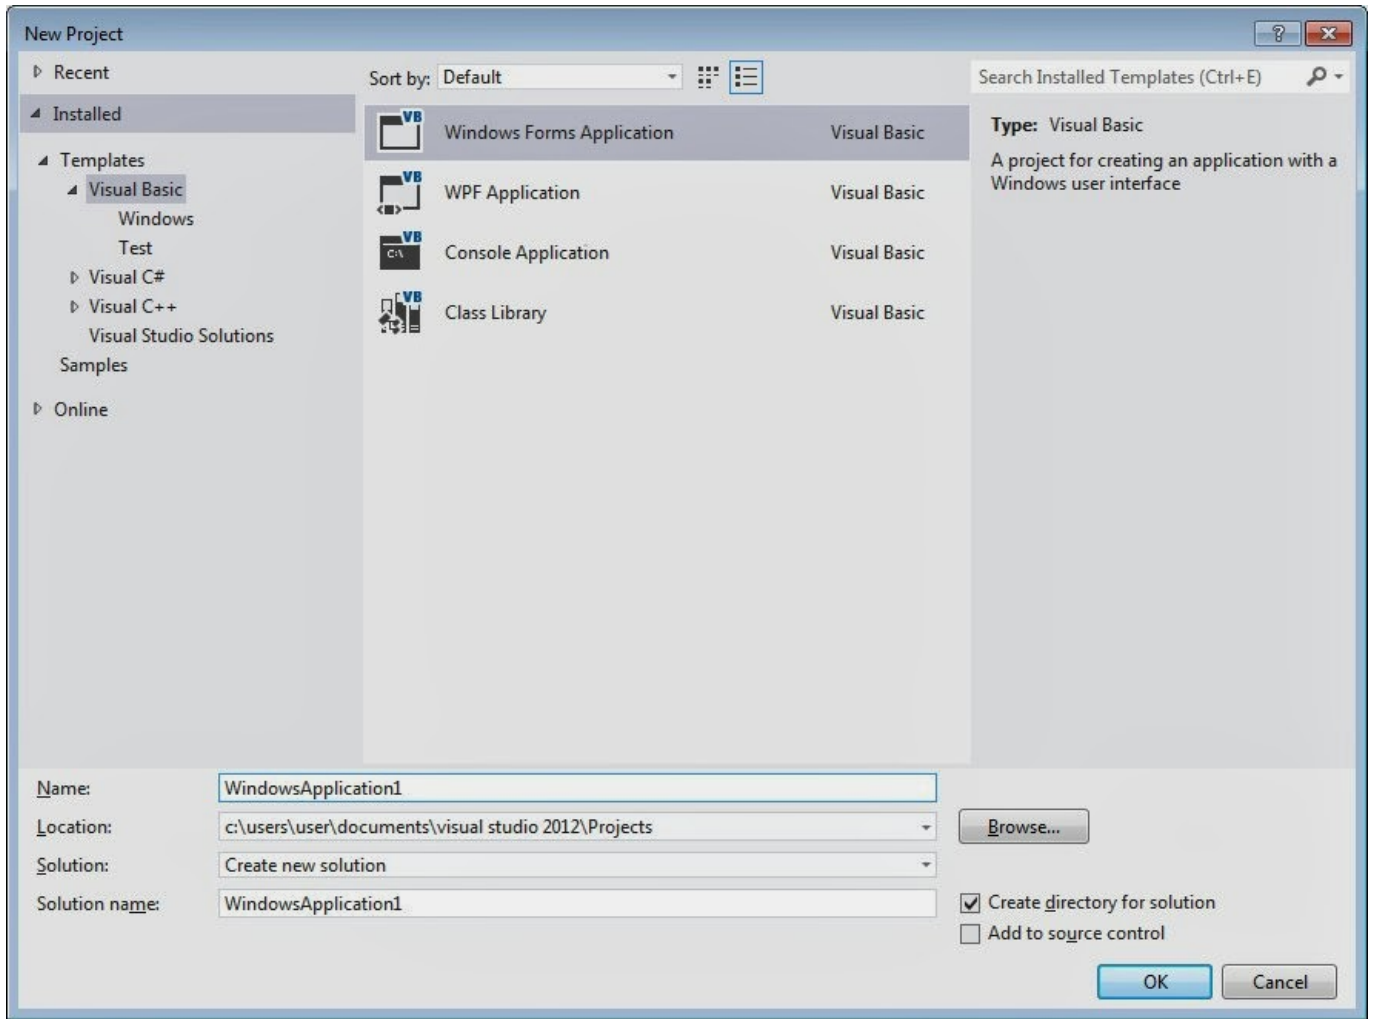 New Project
Recent
Installed
Templates
Visual Basic
Windows
Test
Visual C#
Visual C++
Visual Studio Solutions
Samples
Online
Sort by: Default
VB Windows Forms Application Visual Basic
VB WPF Application Visual Basic
VB C:\ Console Application Visual Basic
VB Class Library Visual Basic
Search Installed Templates (Ctrl+E)
Type: Visual Basic
A project for creating an application with a
Windows user interface
Name: WindowsApplication1
Location: c:\users\user\documents\visual studio 2012\Projects Browse...
Solution: Create new solution
Solution name: WindowsApplication1 Create directory for solution
Add to source control
OK Cancel